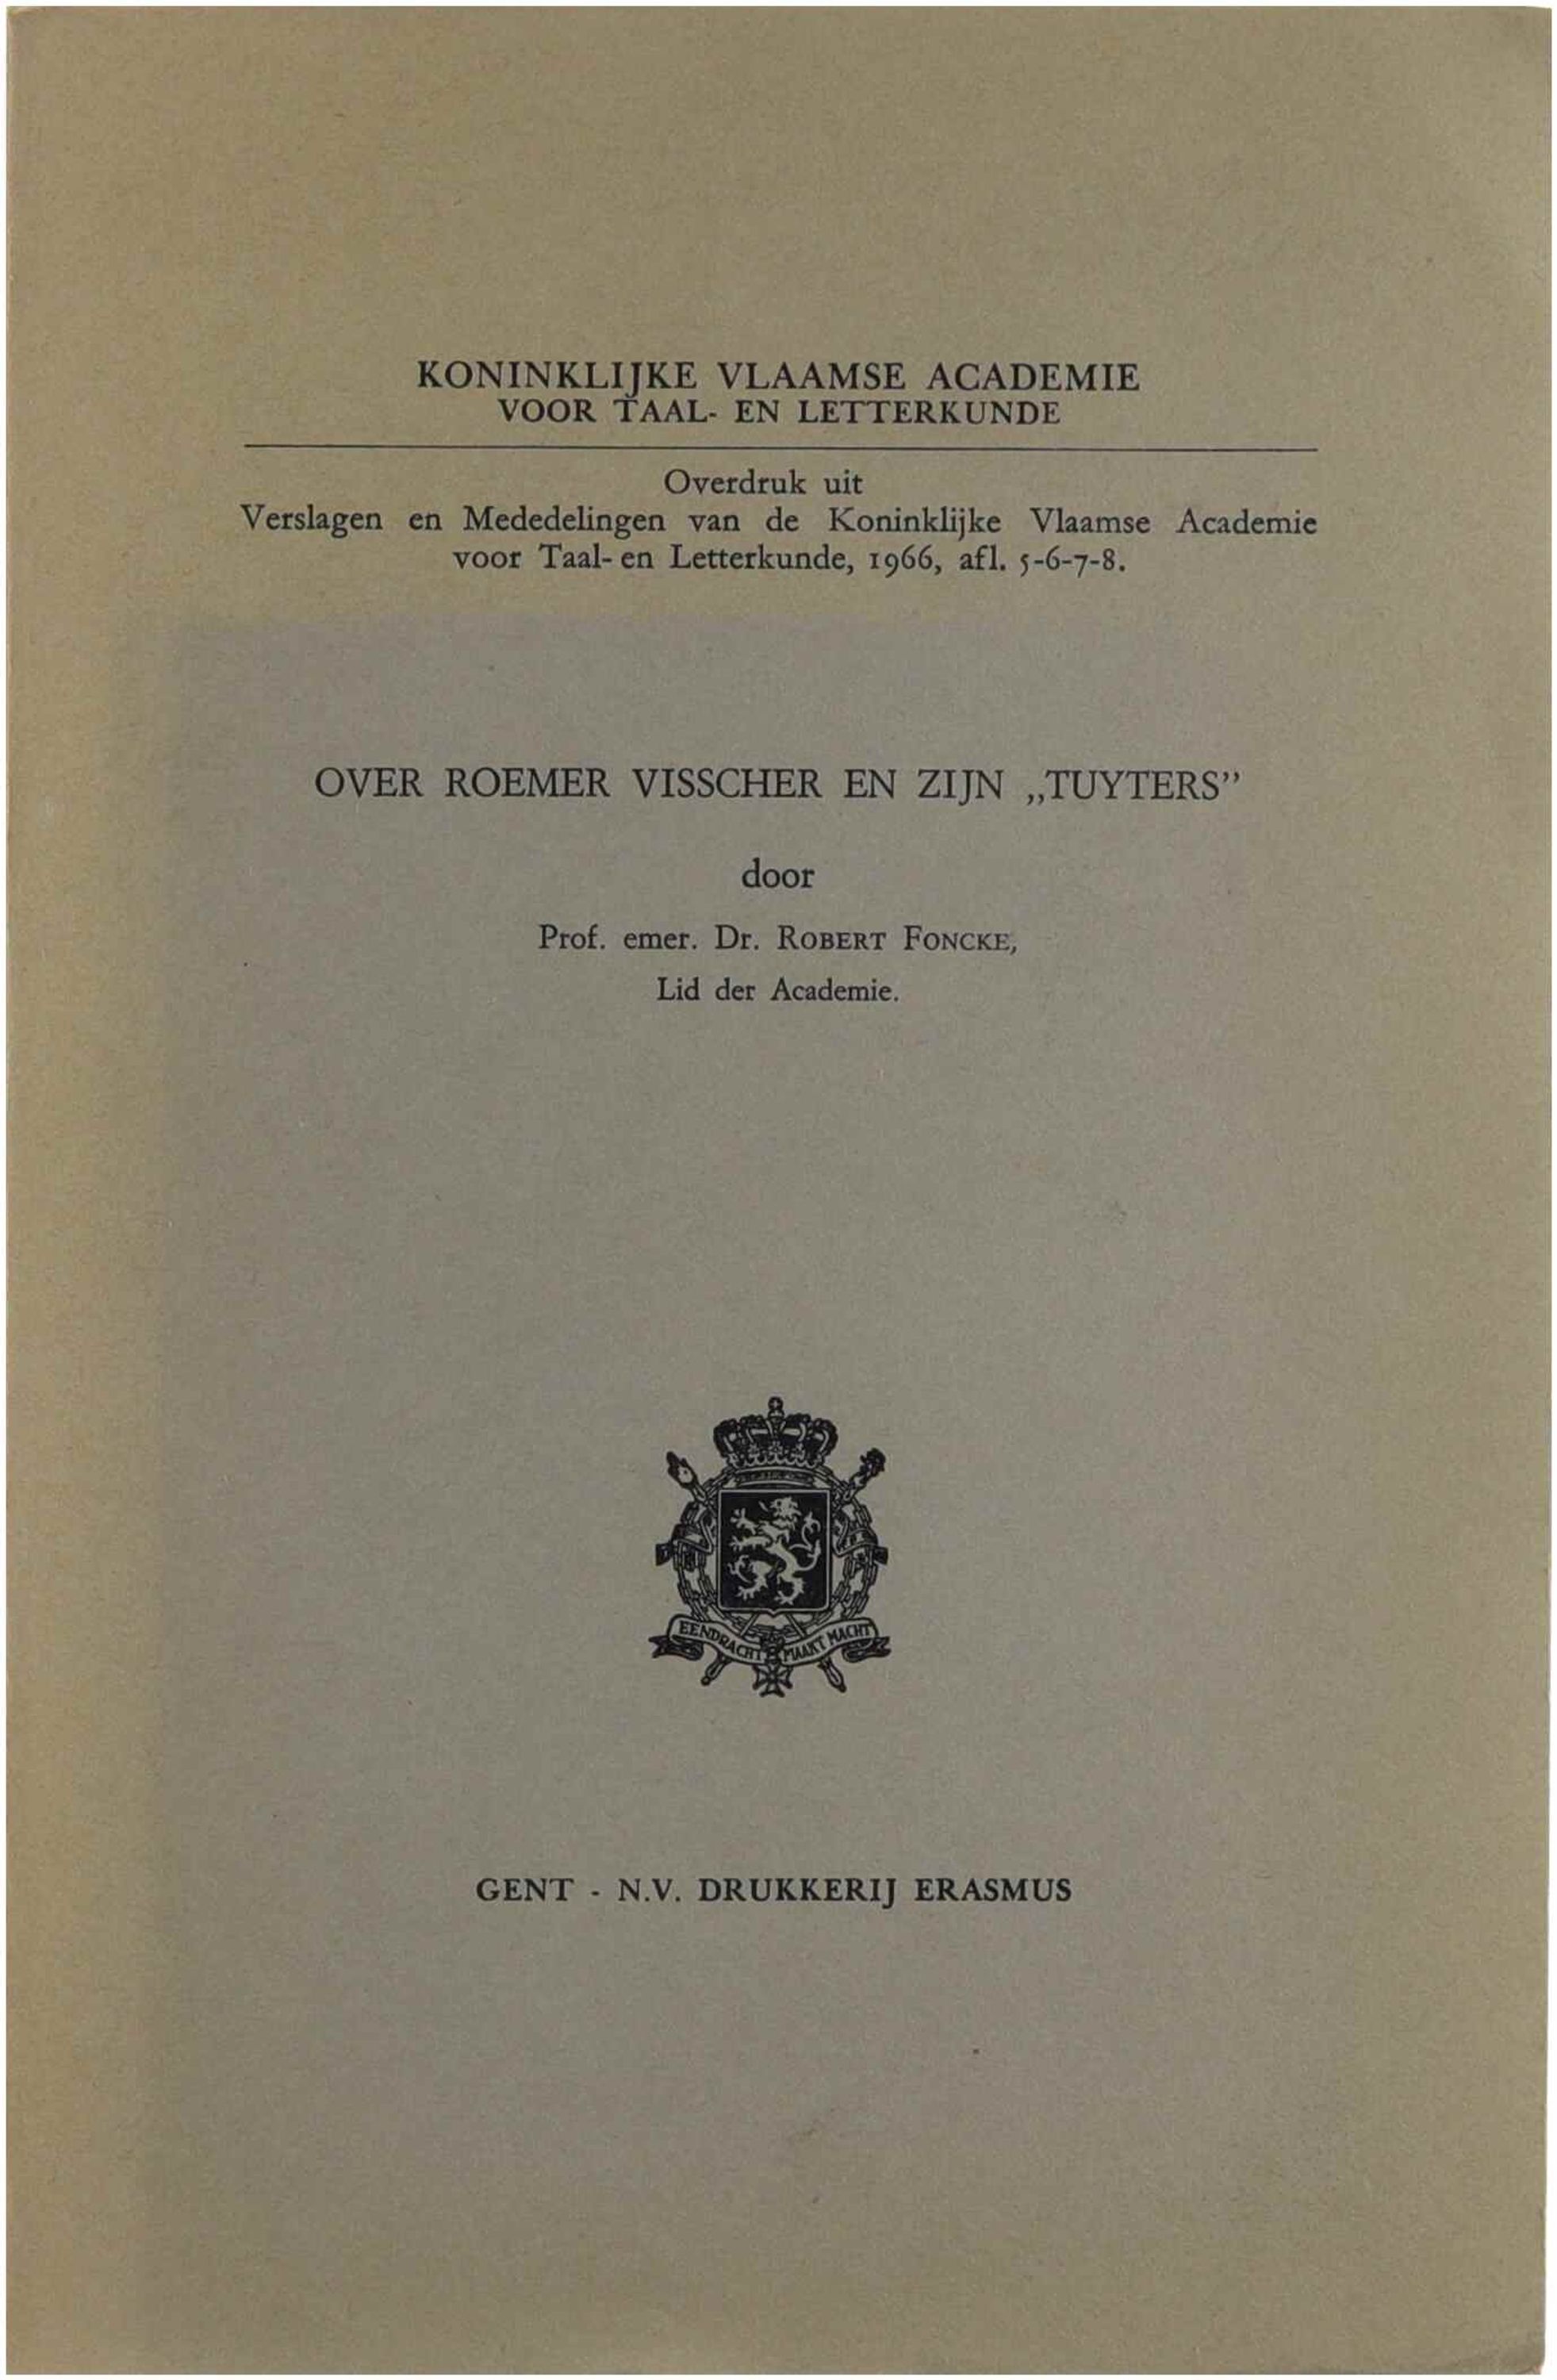 KONINKLIJKE VLAAMSE ACADEMIE
VOOR TAAL- EN LETTERKUNDE
Overdruk uit
Verslagen en Mededelingen van de Koninklijke Vlaamse Academie
voor Taal- en Letterkunde, 1966, afl. 5-6-7-8.
OVER ROEMER VISSCHER EN ZIJN „TUYTERS”
door
Prof. emer. Dr. ROBERT FONCKE,
Lid der Academie.
EENDRACHT MAAKT MACHT
GENT - N.V. DRUKKERIJ ERASMUS